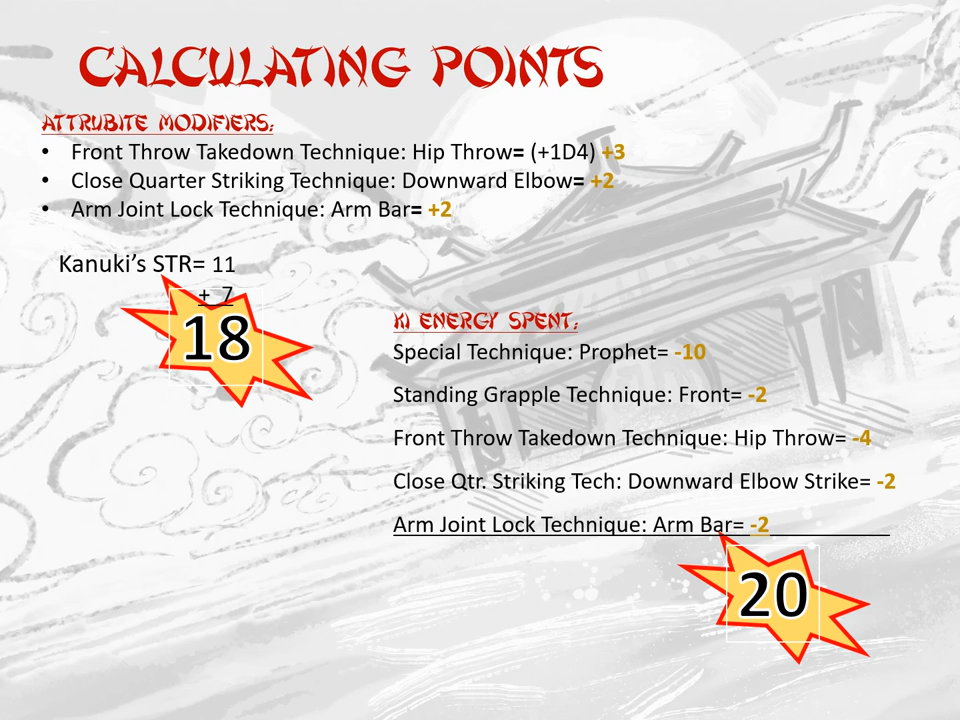 CALCULATING POINTS
ATTRUBITE MODIFIERS:
• Front Throw Takedown Technique: Hip Throw= (+1D4) +3
• Close Quarter Striking Technique: Downward Elbow= +2
• Arm Joint Lock Technique: Arm Bar= +2
Kanuki’s STR= 11
+ 7
18
KI ENERGY SPENT:
Special Technique: Prophet= -10
Standing Grapple Technique: Front= -2
Front Throw Takedown Technique: Hip Throw= -4
Close Qtr. Striking Tech: Downward Elbow Strike= -2
Arm Joint Lock Technique: Arm Bar= -2
20